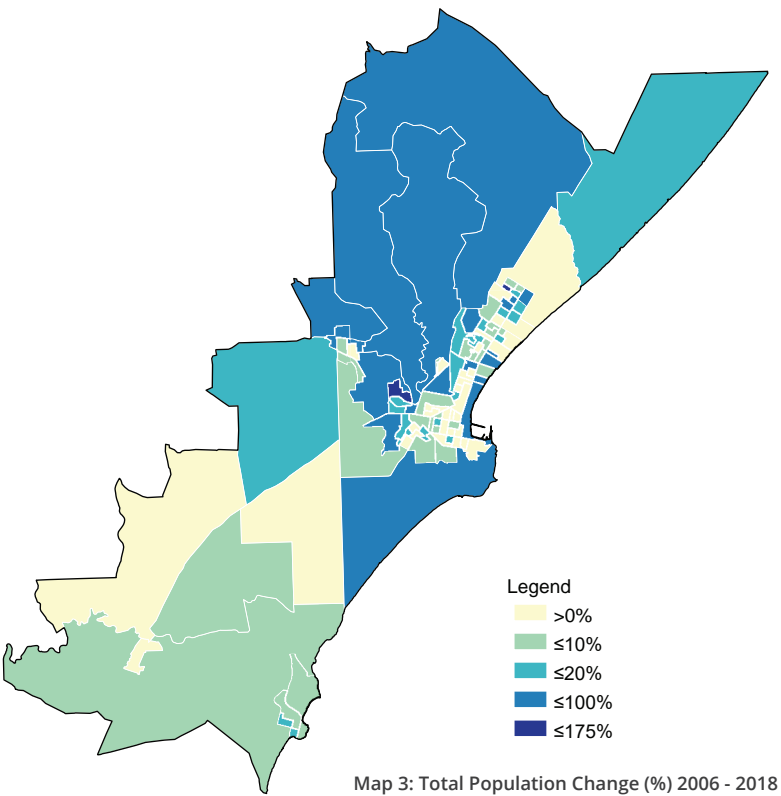 Legend
>0%
≤10%
≤20%
≤100%
≤175%
Map 3: Total Population Change (%) 2006 - 2018